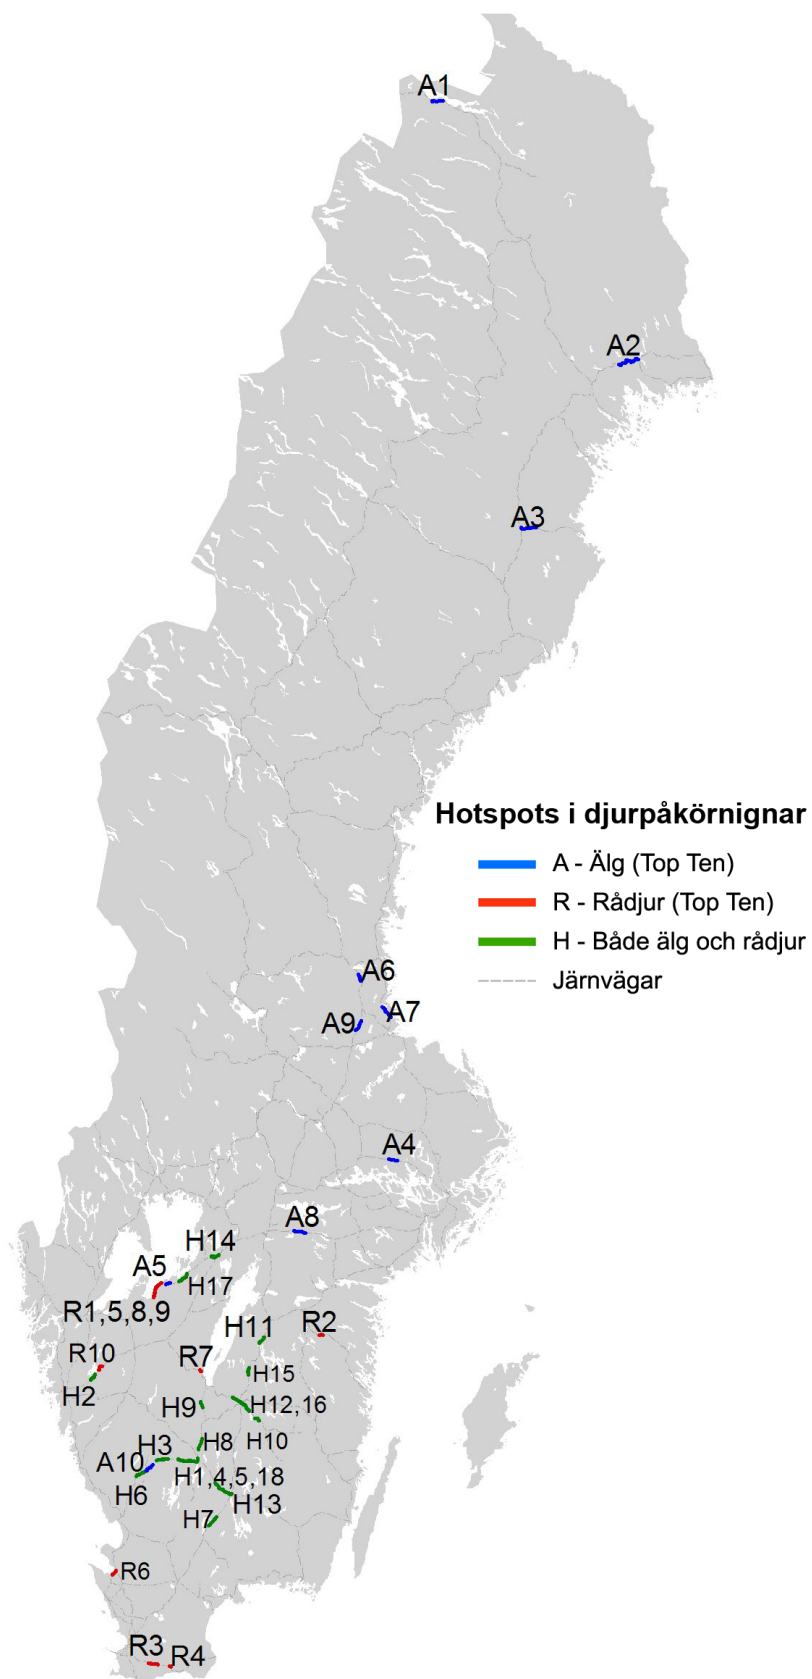 A1
A2
A3
Hotspots i djurpåkörnignar
A - Älg (Top Ten)
R - Rådjur (Top Ten)
H - Både älg och rådjur
Järnvägar
A6
A7
A9
A4
A8
H14
A5
H17
R1,5,8,9
H11
R2
R10
R7
H15
H2
H9
H12,16
H10
H8
H3
A10
H1,4,5,18
H6
H13
H7
R6
R3
R4